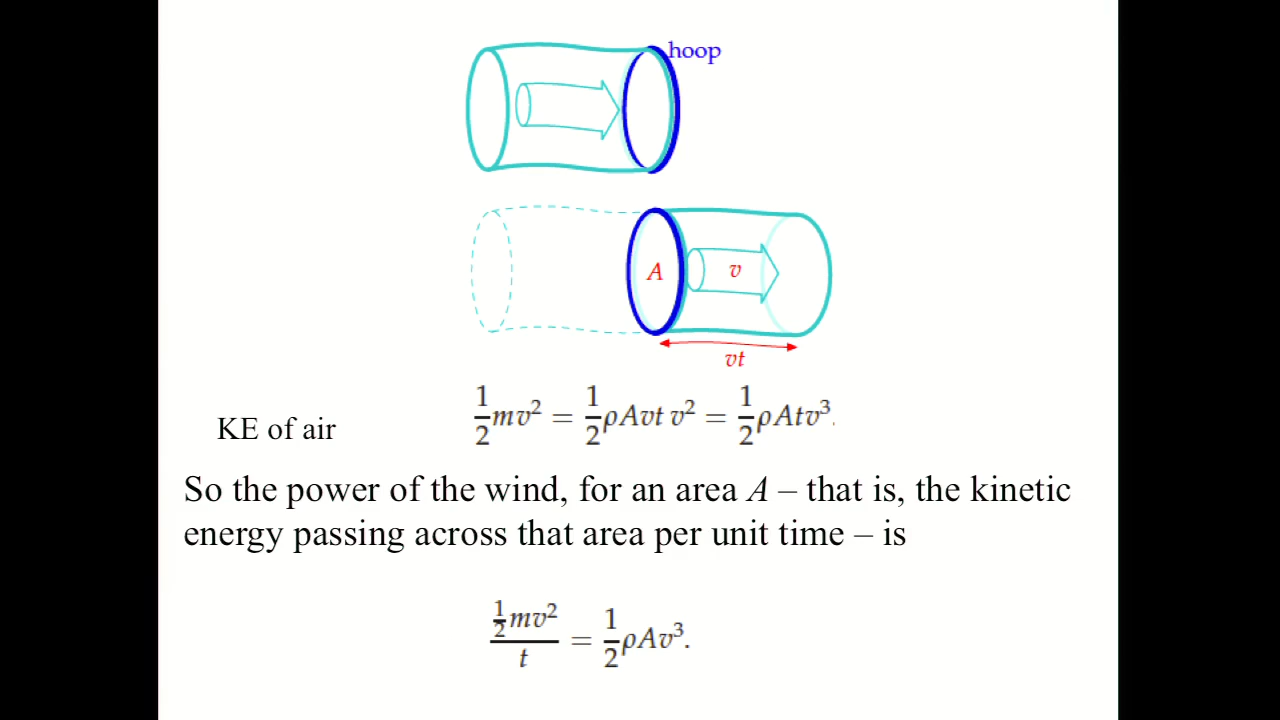 hoop
A
v
vt
KE of air
½mv² = ½ρAvt v² = ½ρAtv³.
So the power of the wind, for an area A – that is, the kinetic
energy passing across that area per unit time – is
½mv²/t = ½ρAv³.